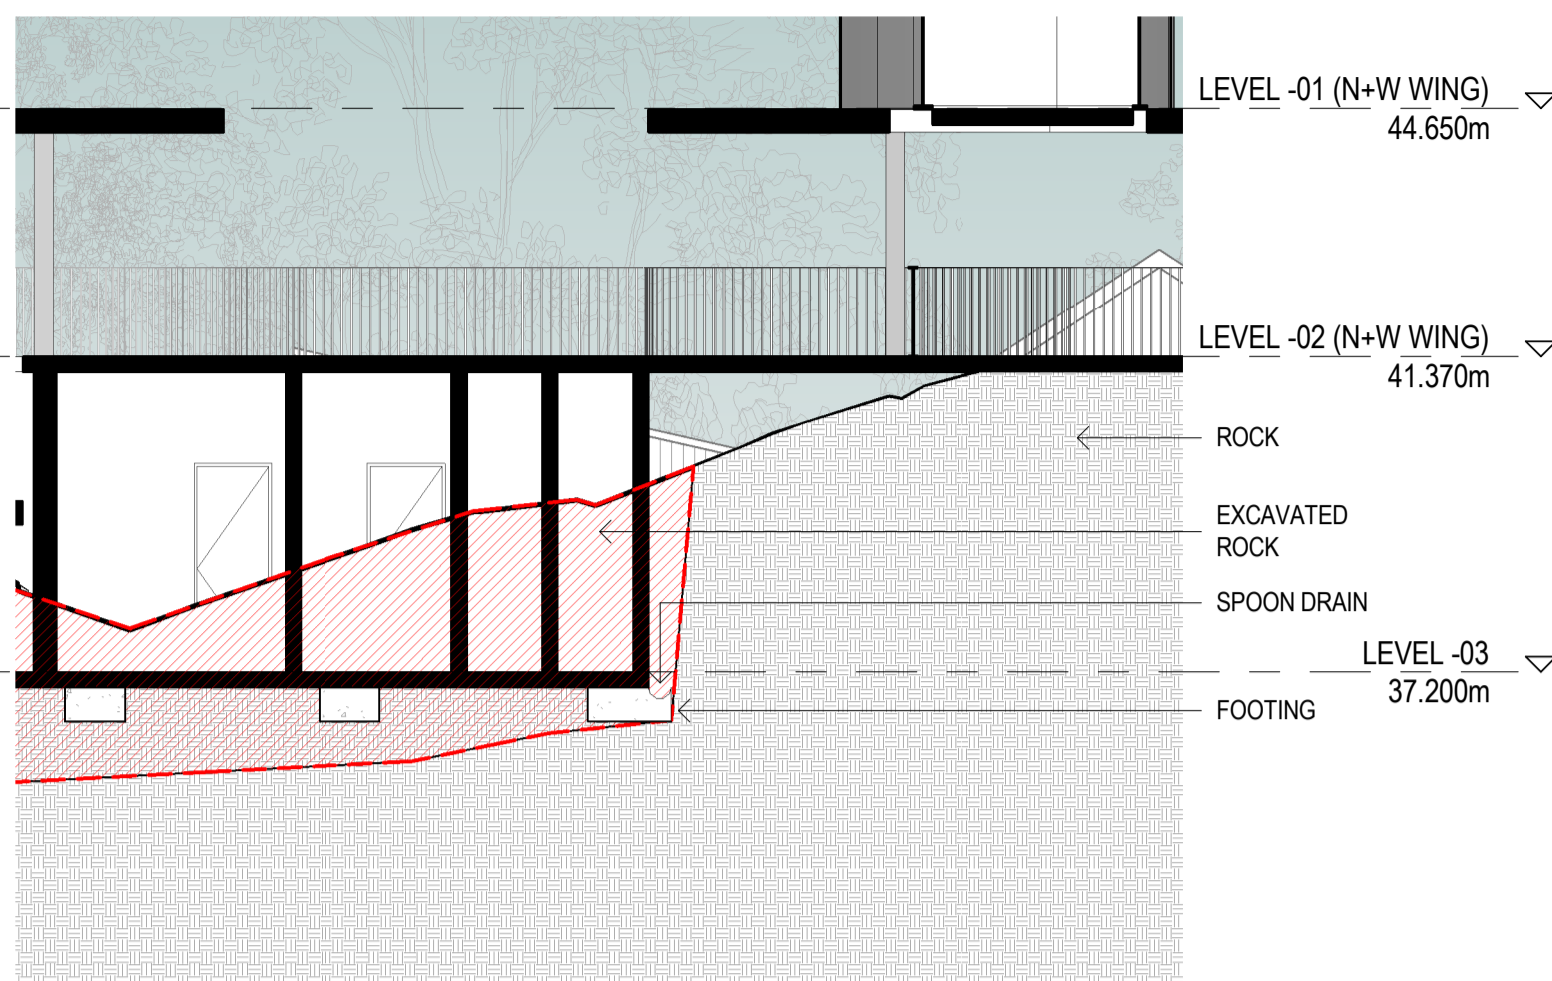 LEVEL -01 (N+W WING)
44.650m
LEVEL -02 (N+W WING)
41.370m
ROCK
EXCAVATED
ROCK
SPOON DRAIN
LEVEL -03
37.200m
FOOTING